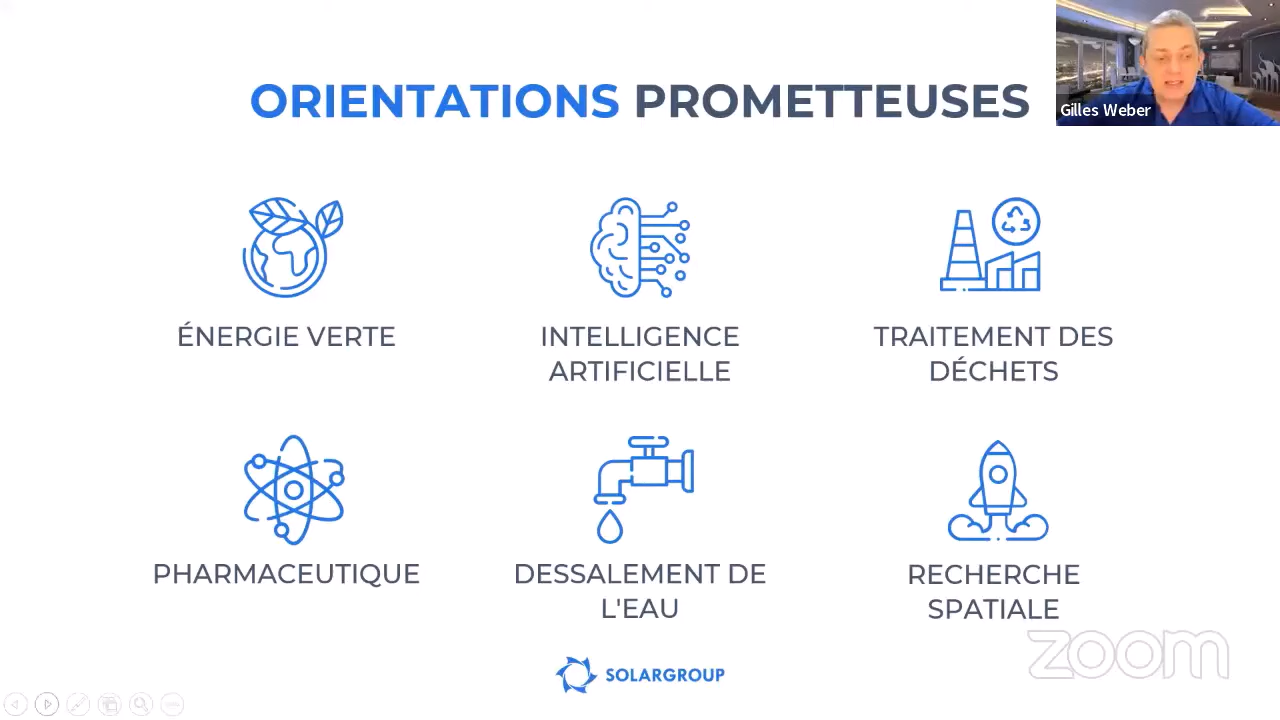 ORIENTATIONS PROMETTEUSES
Gilles Weber
ÉNERGIE VERTE
INTELLIGENCE
ARTIFICIELLE
TRAITEMENT DES
DÉCHETS
PHARMACEUTIQUE
DESSALEMENT DE
L'EAU
RECHERCHE
SPATIALE
zoom
SOLARGROUP